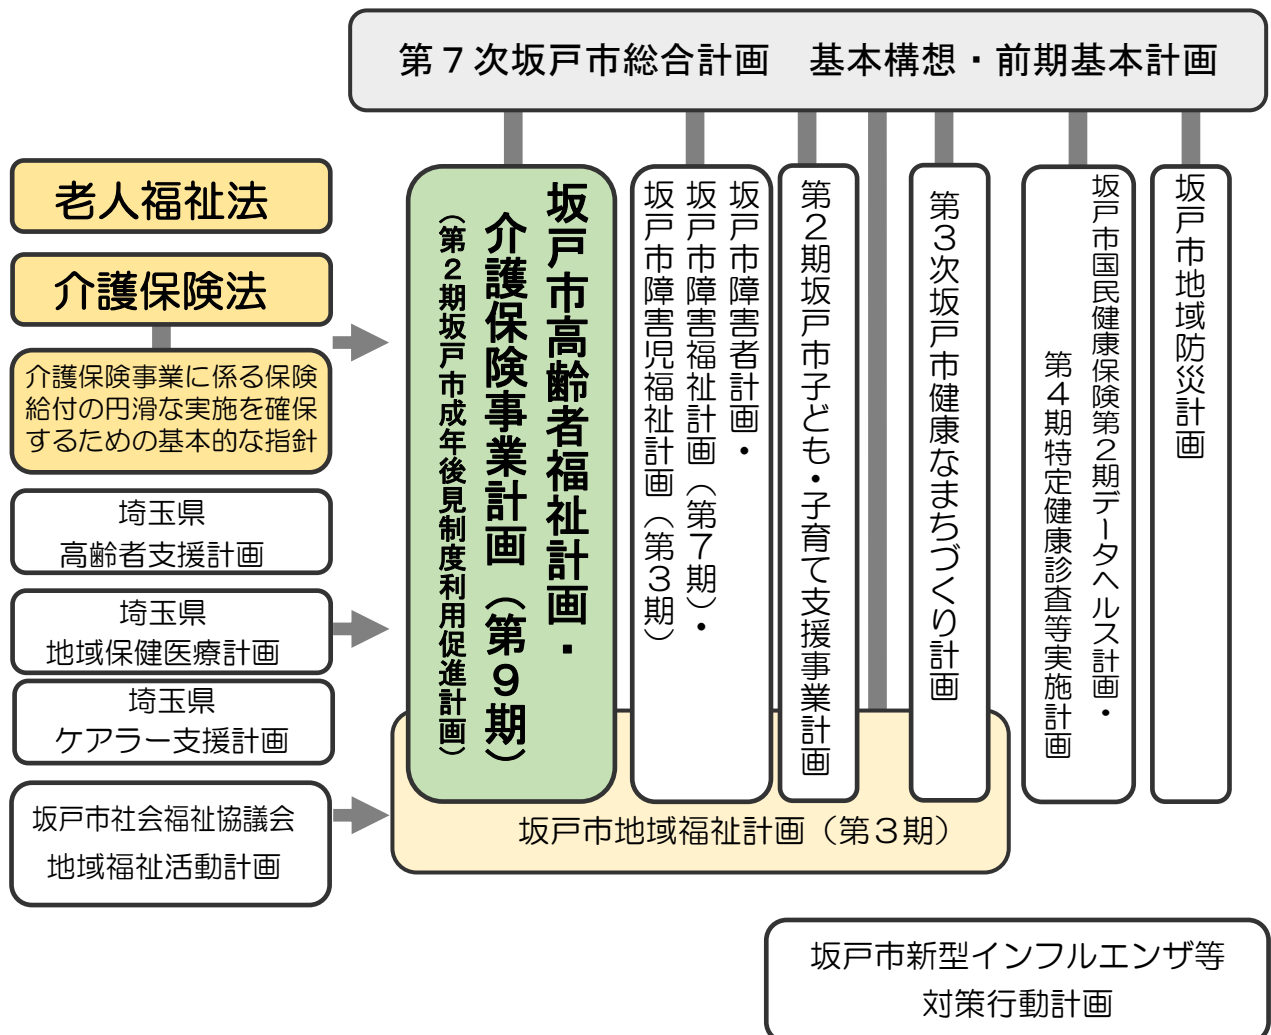 第７次坂戸市総合計画　基本構想・前期基本計画
老人福祉法
介護保険法
介護保険事業に係る保険
給付の円滑な実施を確保
するための基本的な指針
埼玉県
高齢者支援計画
埼玉県
地域保健医療計画
埼玉県
ケアラー支援計画
坂戸市社会福祉協議会
地域福祉活動計画
坂戸市高齢者福祉計画・
介護保険事業計画（第９期）
（第２期坂戸市成年後見制度利用促進計画）
坂戸市障害者計画・
坂戸市障害福祉計画（第７期）・
坂戸市障害児福祉計画（第３期）
第２期坂戸市子ども・子育て支援事業計画
第３次坂戸市健康なまちづくり計画
坂戸市国民健康保険第２期データヘルス計画・
第４期特定健康診査等実施計画
坂戸市地域防災計画
坂戸市地域福祉計画（第３期）
坂戸市新型インフルエンザ等
対策行動計画